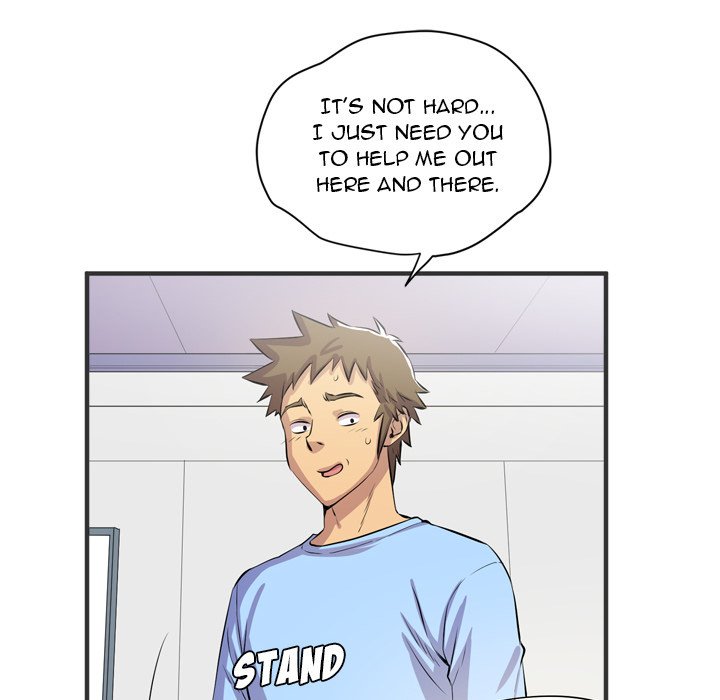 IT'S NOT HARD...
I JUST NEED YOU
TO HELP ME OUT
HERE AND THERE.
STAND